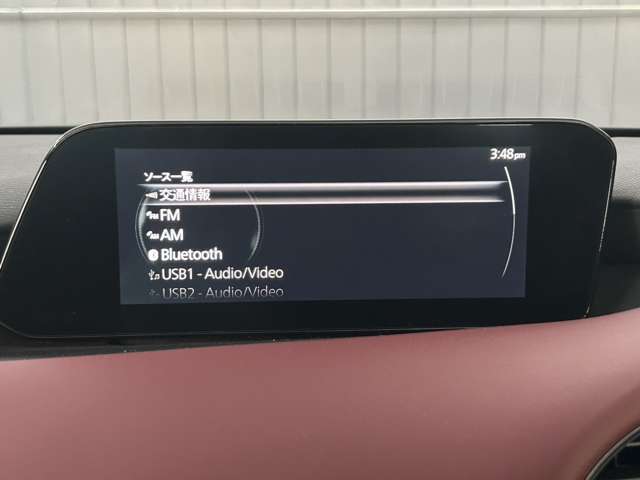 3:48pm
ソース一覧
交通情報
FM
AM
Bluetooth
USB1 - Audio/Video
USB2 - Audio/Video